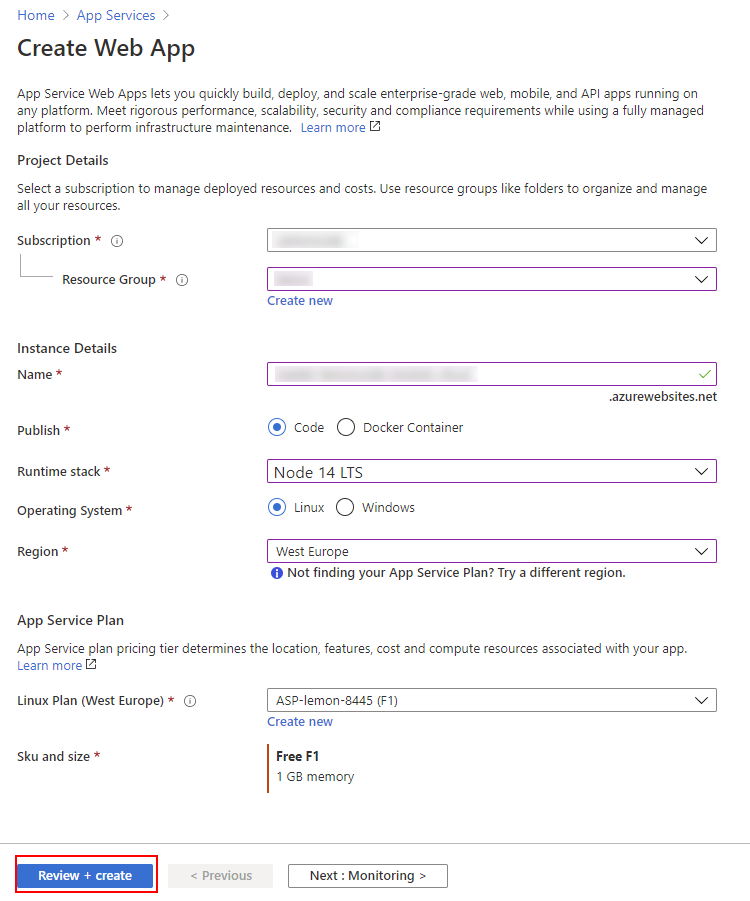 Home > App Services >
Create Web App
App Service Web Apps lets you quickly build, deploy, and scale enterprise-grade web, mobile, and API apps running on
any platform. Meet rigorous performance, scalability, security and compliance requirements while using a fully managed
platform to perform infrastructure maintenance. Learn more
Project Details
Select a subscription to manage deployed resources and costs. Use resource groups like folders to organize and manage
all your resources.
Subscription *
Resource Group *
Create new
Instance Details
Name *
.azurewebsites.net
Publish * Code Docker Container
Runtime stack * Node 14 LTS
Operating System * Linux Windows
Region * West Europe
Not finding your App Service Plan? Try a different region.
App Service Plan
App Service plan pricing tier determines the location, features, cost and compute resources associated with your app.
Learn more
Linux Plan (West Europe) * ASP-lemon-8445 (F1)
Create new
Sku and size * Free F1
1 GB memory
Review + create < Previous Next : Monitoring >